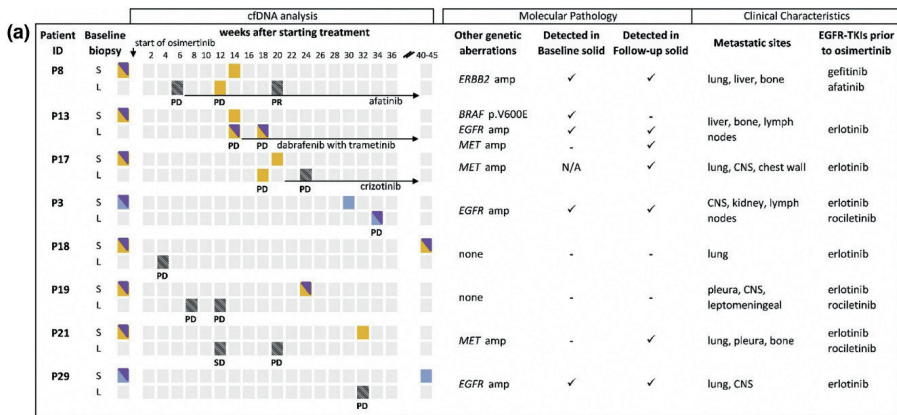 (a)
cfDNA analysis
Molecular Pathology
Clinical Characteristics
Patient ID
Baseline biopsy
start of osimertinib
weeks after starting treatment
2 4 6 8 10 12 14 16 18 20 22 24 26 28 30 32 34 36 40-45
Other genetic aberrations
Detected in Baseline solid
Detected in Follow-up solid
Metastatic sites
EGFR-TKIs prior to osimertinib
P8 S
L
PD PD PR
afatinib
ERBB2 amp ✓ ✓
lung, liver, bone
gefitinib
afatinib
P13 S
L
PD PD
dabrafenib with trametinib
BRAF p.V600E ✓ -
EGFR amp ✓ ✓
MET amp - ✓
liver, bone, lymph
nodes
erlotinib
P17 S
L
PD PD
crizotinib
MET amp N/A ✓
lung, CNS, chest wall
erlotinib
P3 S
L
PD
EGFR amp ✓ ✓
CNS, kidney, lymph
nodes
erlotinib
rociletinib
P18 S
L
PD
none - -
lung
erlotinib
P19 S
L
PD PD
none - -
pleura, CNS,
leptomeningeal
erlotinib
rociletinib
P21 S
L
SD PD
MET amp - ✓
lung, pleura, bone
erlotinib
rociletinib
P29 S
L
PD
EGFR amp ✓ ✓
lung, CNS
erlotinib